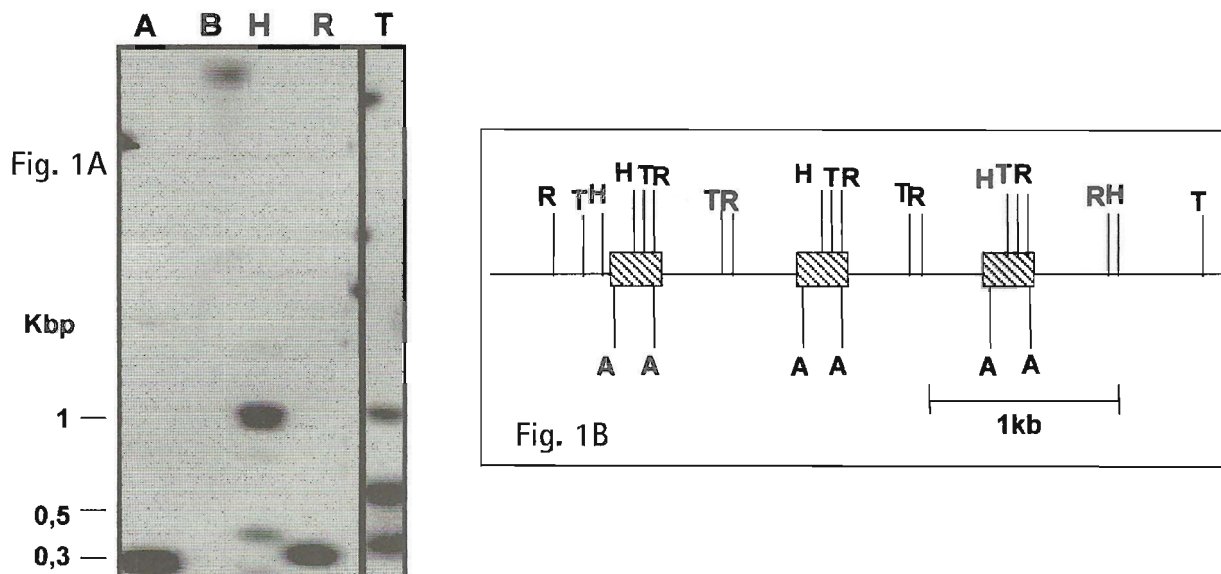 A B H R T
Fig. 1A
Kbp
1
0,5
0,3
R T H H T R T R H T R T R H T R R H T
A A A A A A
1kb
Fig. 1B